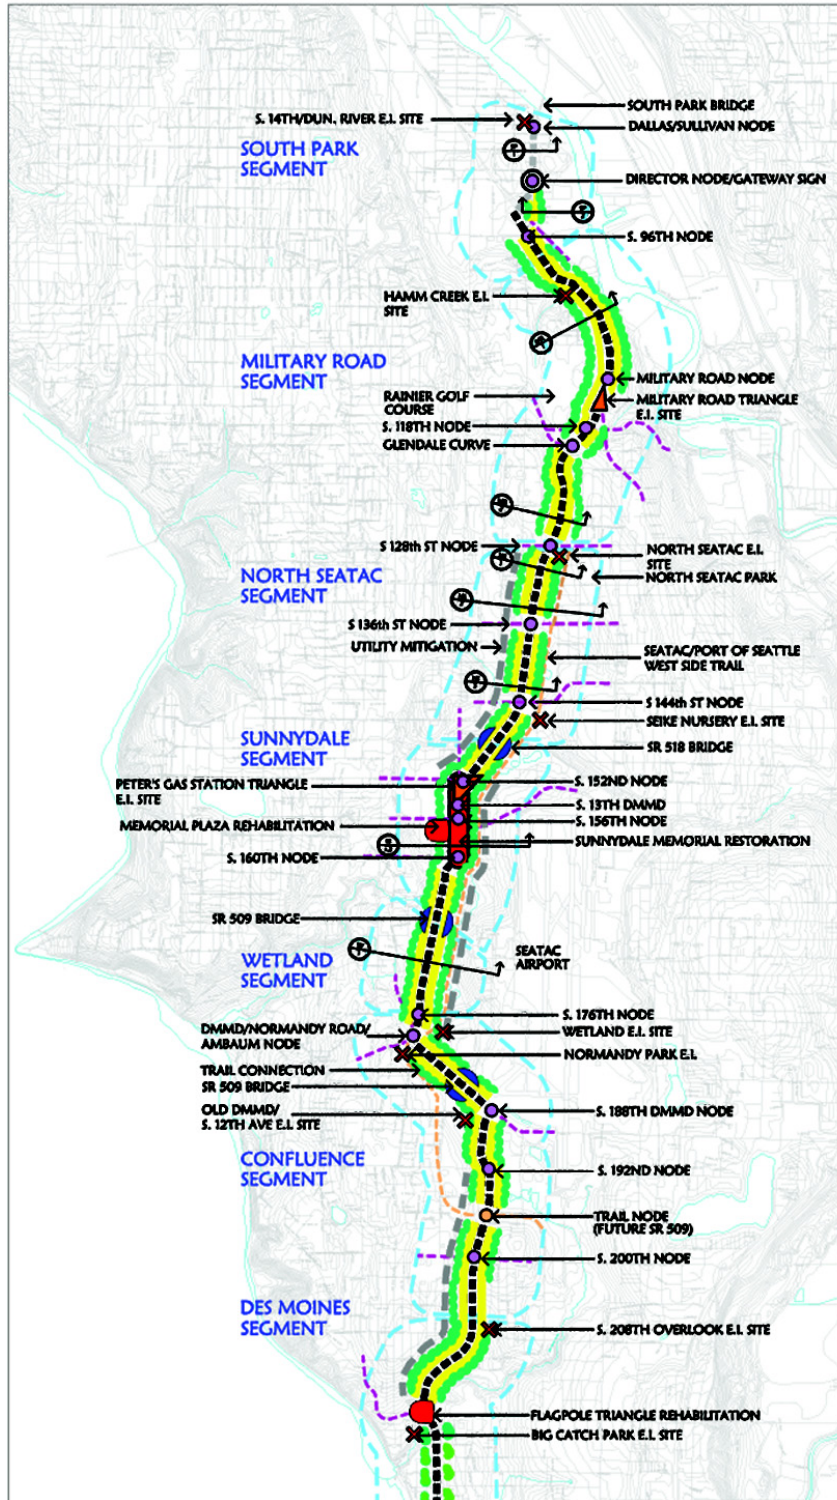 SOUTH PARK BRIDGE
S. 14TH/DUN. RIVER E.I. SITE
DALLAS/SULLIVAN NODE
SOUTH PARK
SEGMENT
DIRECTOR NODE/GATEWAY SIGN
S. 96TH NODE
HAMM CREEK E.I.
SITE
MILITARY ROAD
SEGMENT
MILITARY ROAD NODE
RAINIER GOLF
COURSE
MILITARY ROAD TRIANGLE
E.I. SITE
S. 118TH NODE
GLENDALE CURVE
S 128th ST NODE
NORTH SEATAC E.I.
SITE
NORTH SEATAC PARK
NORTH SEATAC
SEGMENT
S 136th ST NODE
UTILITY MITIGATION
SEATAC/PORT OF SEATTLE
WEST SIDE TRAIL
S 144th ST NODE
SEIKE NURSERY E.I. SITE
SUNNYDALE
SEGMENT
SR 518 BRIDGE
PETER'S GAS STATION TRIANGLE
E.I. SITE
S. 152ND NODE
S. 13TH DMMD
MEMORIAL PLAZA REHABILITATION
S. 156TH NODE
SUNNYDALE MEMORIAL RESTORATION
S. 160TH NODE
SR 509 BRIDGE
WETLAND
SEGMENT
SEATAC
AIRPORT
S. 176TH NODE
DMMD/NORMANDY ROAD/
AMBAUM NODE
WETLAND E.I. SITE
NORMANDY PARK E.I.
TRAIL CONNECTION
SR 509 BRIDGE
OLD DMMD/
S. 12TH AVE E.I. SITE
S. 188TH DMMD NODE
CONFLUENCE
SEGMENT
S. 192ND NODE
TRAIL NODE
(FUTURE SR 509)
S. 200TH NODE
DES MOINES
SEGMENT
S. 208TH OVERLOOK E.I. SITE
FLAGPOLE TRIANGLE REHABILITATION
BIG CATCH PARK E.I. SITE